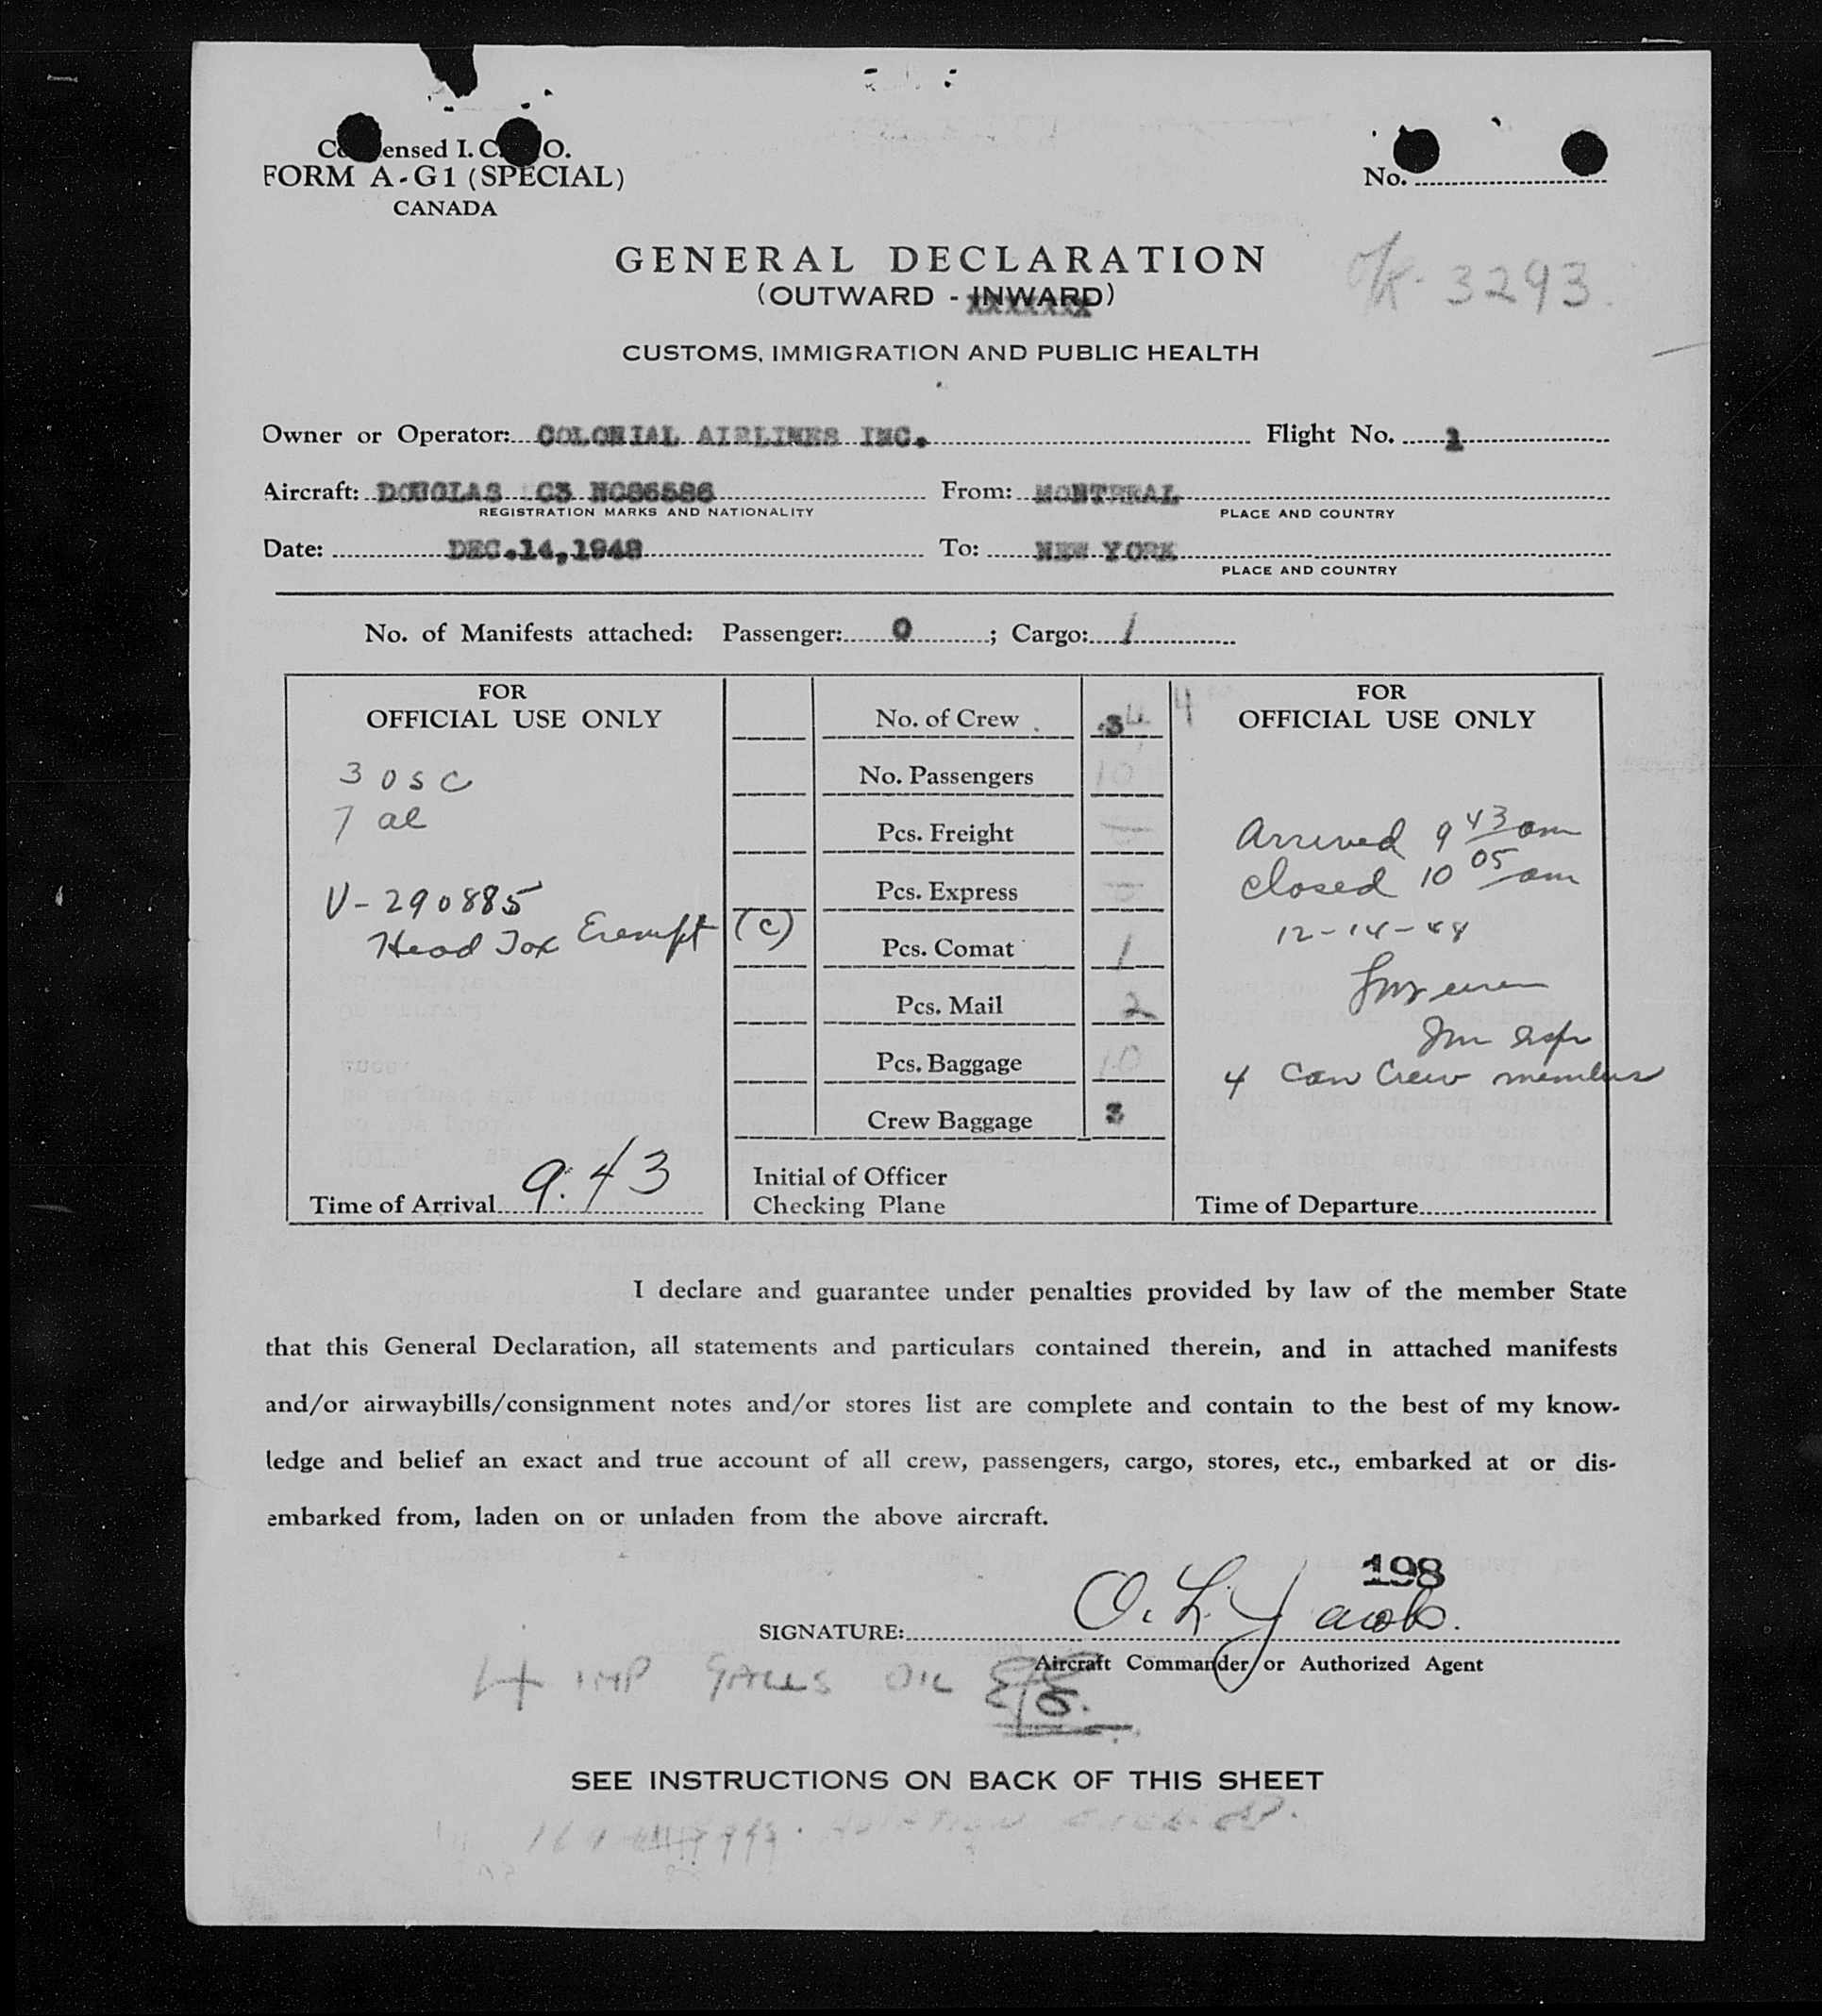 Condensed I.C.A.O.
FORM A-G1 (SPECIAL)
CANADA
No.
GENERAL DECLARATION
O/K. 3293.
(OUTWARD - INWARD)
CUSTOMS, IMMIGRATION AND PUBLIC HEALTH
Owner or Operator: COLONIAL AIRLINES INC. Flight No. 1
Aircraft: DOUGLAS C3 NC86586 From: MONTREAL
REGISTRATION MARKS AND NATIONALITY PLACE AND COUNTRY
Date: DEC.14,1948 To: NEW YORK
PLACE AND COUNTRY
No. of Manifests attached: Passenger: 0 ; Cargo: 1
FOR
OFFICIAL USE ONLY
3 OSC
7 al
V-290885
Head Tax Exempt (C)
Time of Arrival 9:43
No. of Crew 3 4 4
No. Passengers 10
Pcs. Freight
Pcs. Express
Pcs. Comat 1
Pcs. Mail 2
Pcs. Baggage 10
Crew Baggage 3
Initial of Officer
Checking Plane
FOR
OFFICIAL USE ONLY
Arrived 9 43 am
closed 10 05 am
12-14-48
4 Can Crew members
Time of Departure
I declare and guarantee under penalties provided by law of the member State
that this General Declaration, all statements and particulars contained therein, and in attached manifests
and/or airwaybills/consignment notes and/or stores list are complete and contain to the best of my know-
ledge and belief an exact and true account of all crew, passengers, cargo, stores, etc., embarked at or dis-
embarked from, laden on or unladen from the above aircraft.
198
SIGNATURE: O. L. Jacob.
Aircraft Commander or Authorized Agent
4 IMP GALLS OIL
SEE INSTRUCTIONS ON BACK OF THIS SHEET